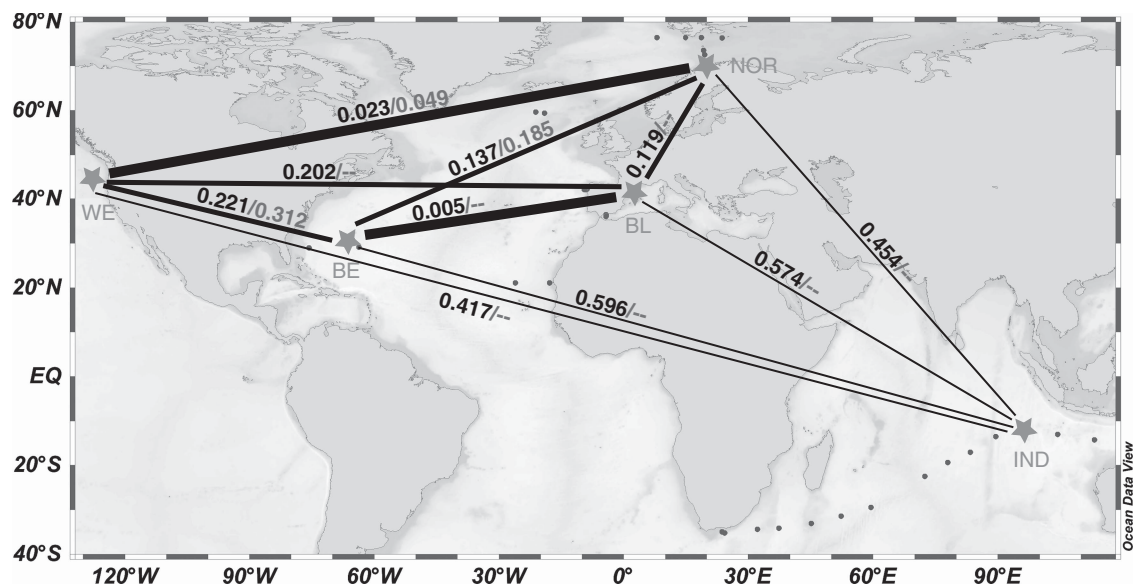 80°N
NOR
60°N
0.023/0.049
0.137/0.185
0.119/--
0.202/--
40°N
WE
0.221/0.312
0.005/--
BL
BE
0.454/--
0.574/--
20°N
0.417/--
0.596/--
EQ
IND
20°S
40°S
120°W 90°W 60°W 30°W 0° 30°E 60°E 90°E
Ocean Data View